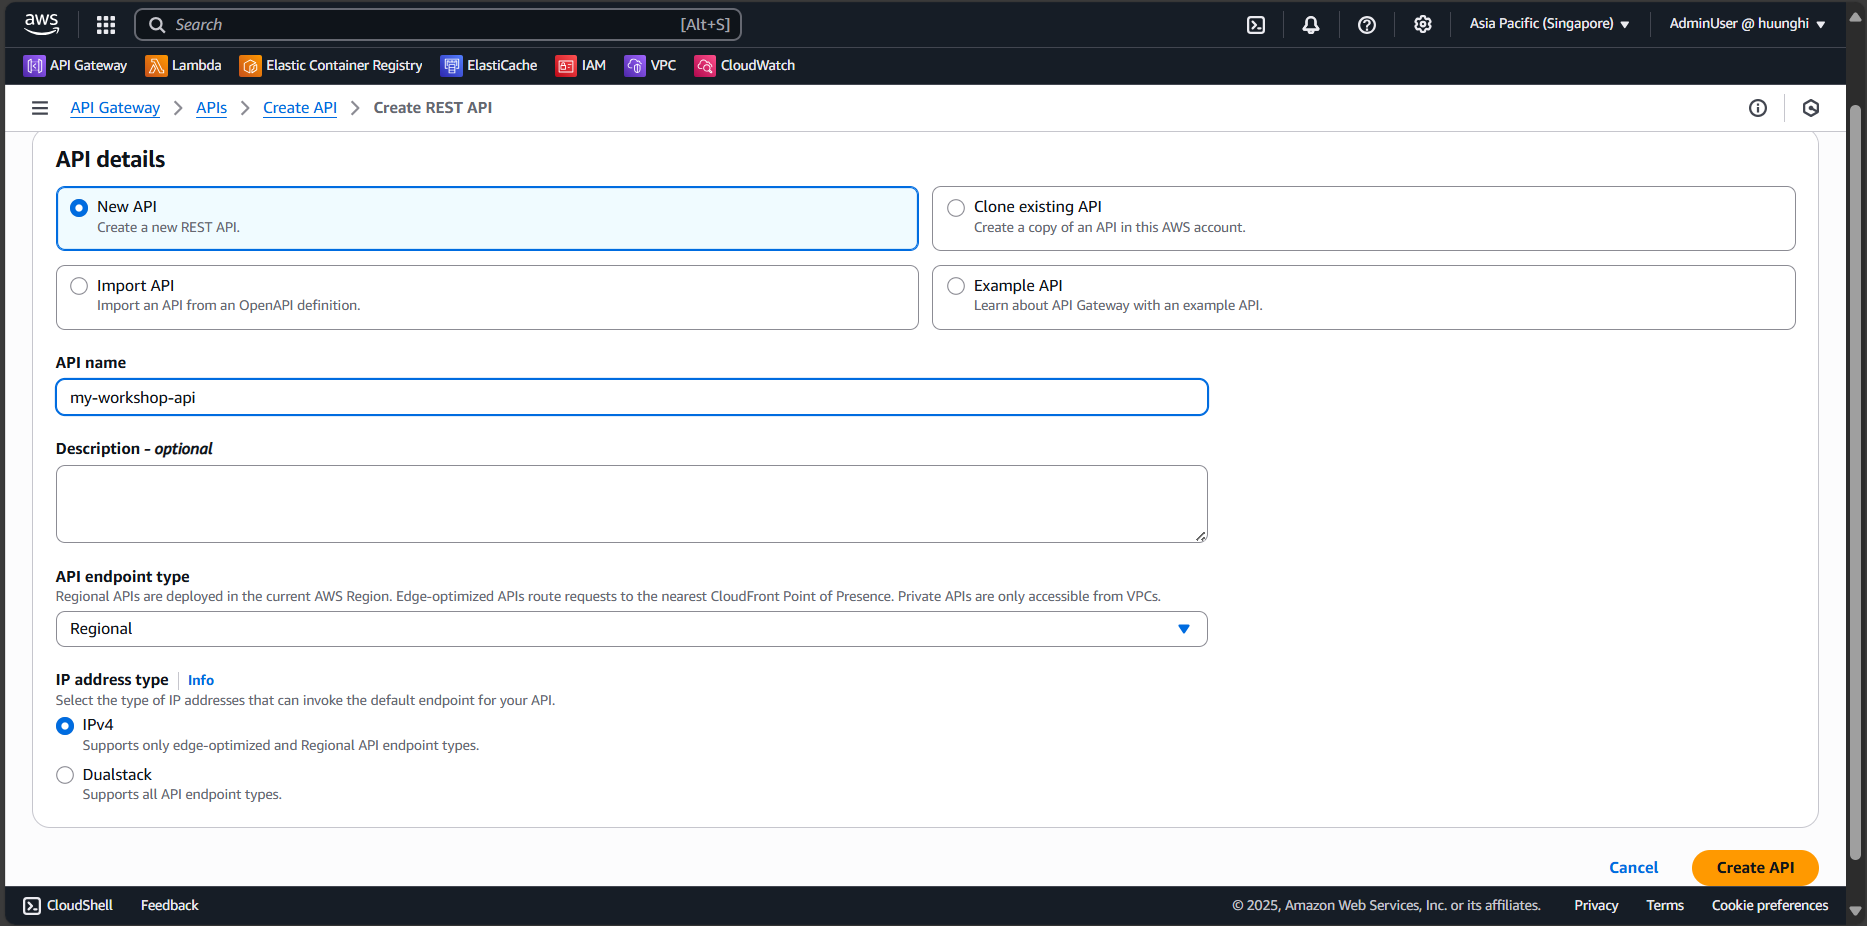 aws
Search [Alt+S]
Asia Pacific (Singapore)
AdminUser @ huunghi
API Gateway Lambda Elastic Container Registry ElastiCache IAM VPC CloudWatch
API Gateway APIs Create API Create REST API
API details
New API
Create a new REST API.
Clone existing API
Create a copy of an API in this AWS account.
Import API
Import an API from an OpenAPI definition.
Example API
Learn about API Gateway with an example API.
API name
my-workshop-api
Description - optional
API endpoint type
Regional APIs are deployed in the current AWS Region. Edge-optimized APIs route requests to the nearest CloudFront Point of Presence. Private APIs are only accessible from VPCs.
Regional
IP address type Info
Select the type of IP addresses that can invoke the default endpoint for your API.
IPv4
Supports only edge-optimized and Regional API endpoint types.
Dualstack
Supports all API endpoint types.
Cancel Create API
CloudShell Feedback © 2025, Amazon Web Services, Inc. or its affiliates. Privacy Terms Cookie preferences